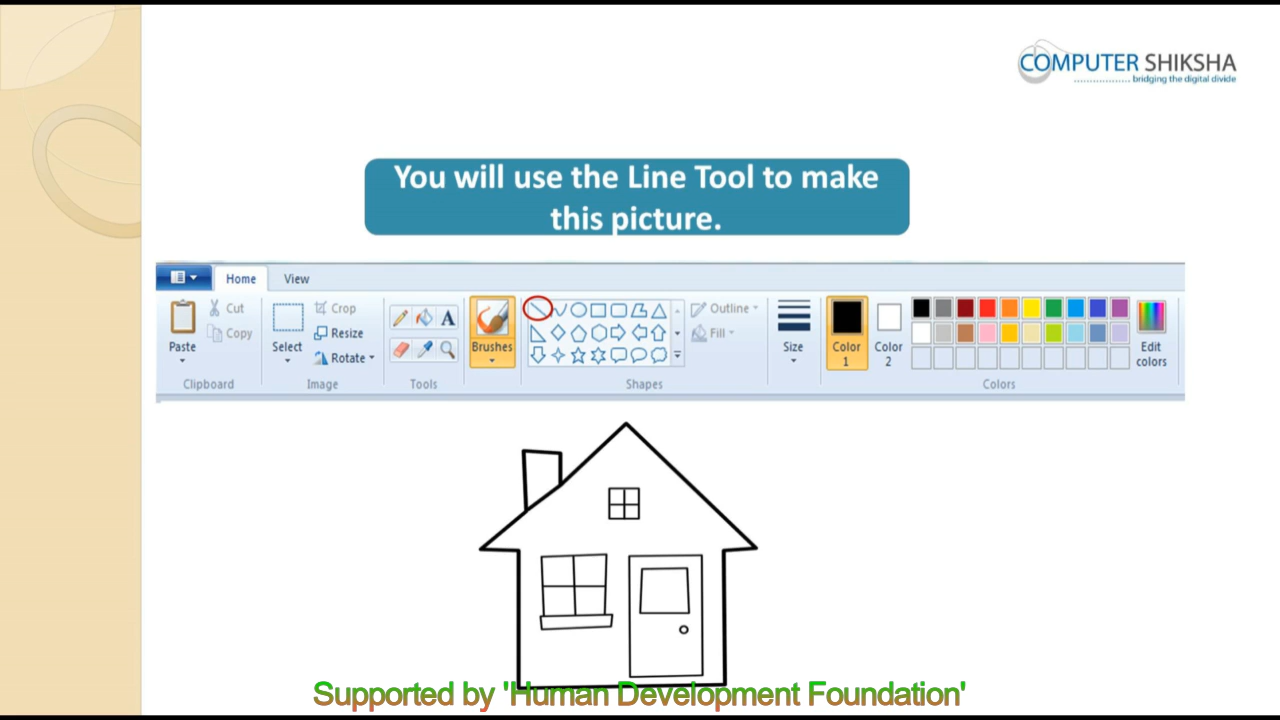 COMPUTER SHIKSHA
bridging the digital divide
You will use the Line Tool to make
this picture.
Home View
Cut
Copy
Paste
Clipboard
Crop
Resize
Rotate
Select
Image
A
Tools
Brushes
Outline
Fill
Shapes
Size
Color
1
Color
2
Edit
colors
Colors
Supported by 'Human Development Foundation'